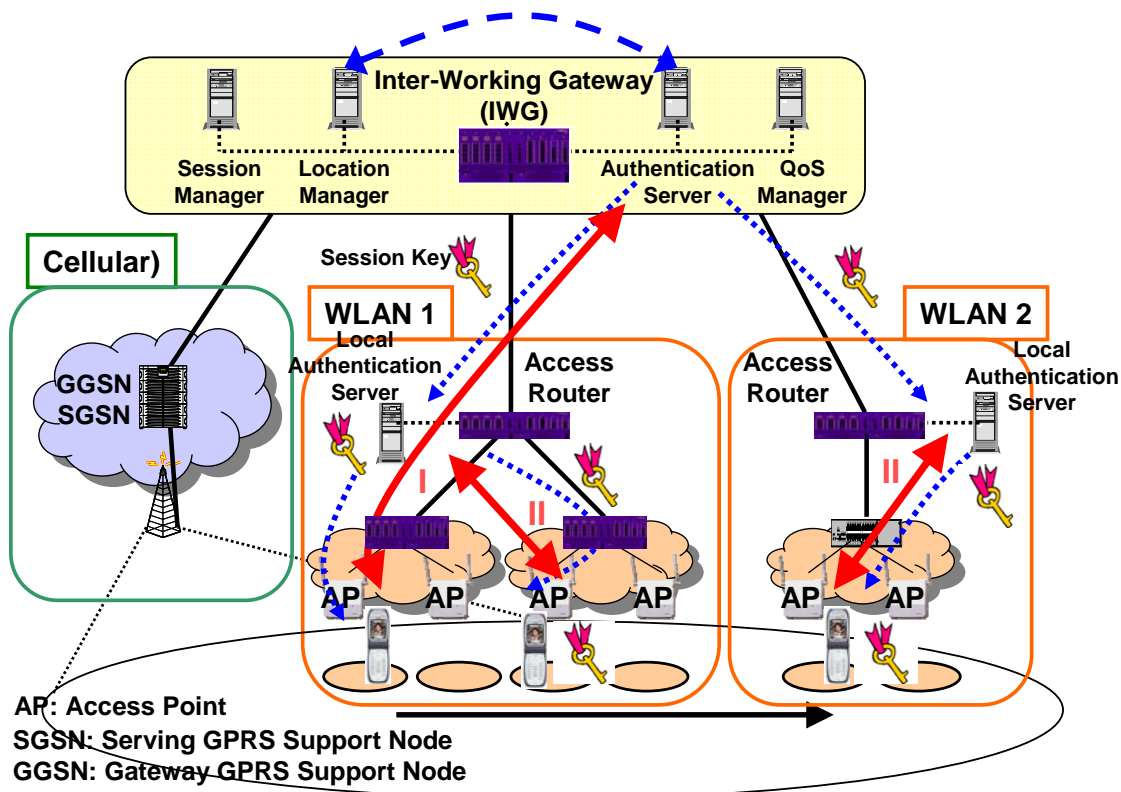 Inter-Working Gateway
(IWG)
Session
Manager
Location
Manager
Authentication
Server
QoS
Manager
Cellular)
Session Key
WLAN 1
WLAN 2
Local
Authentication
Server
Access
Router
Access
Router
Local
Authentication
Server
GGSN
SGSN
I
II
II
AP
AP
AP
AP
AP
AP
AP: Access Point
SGSN: Serving GPRS Support Node
GGSN: Gateway GPRS Support Node